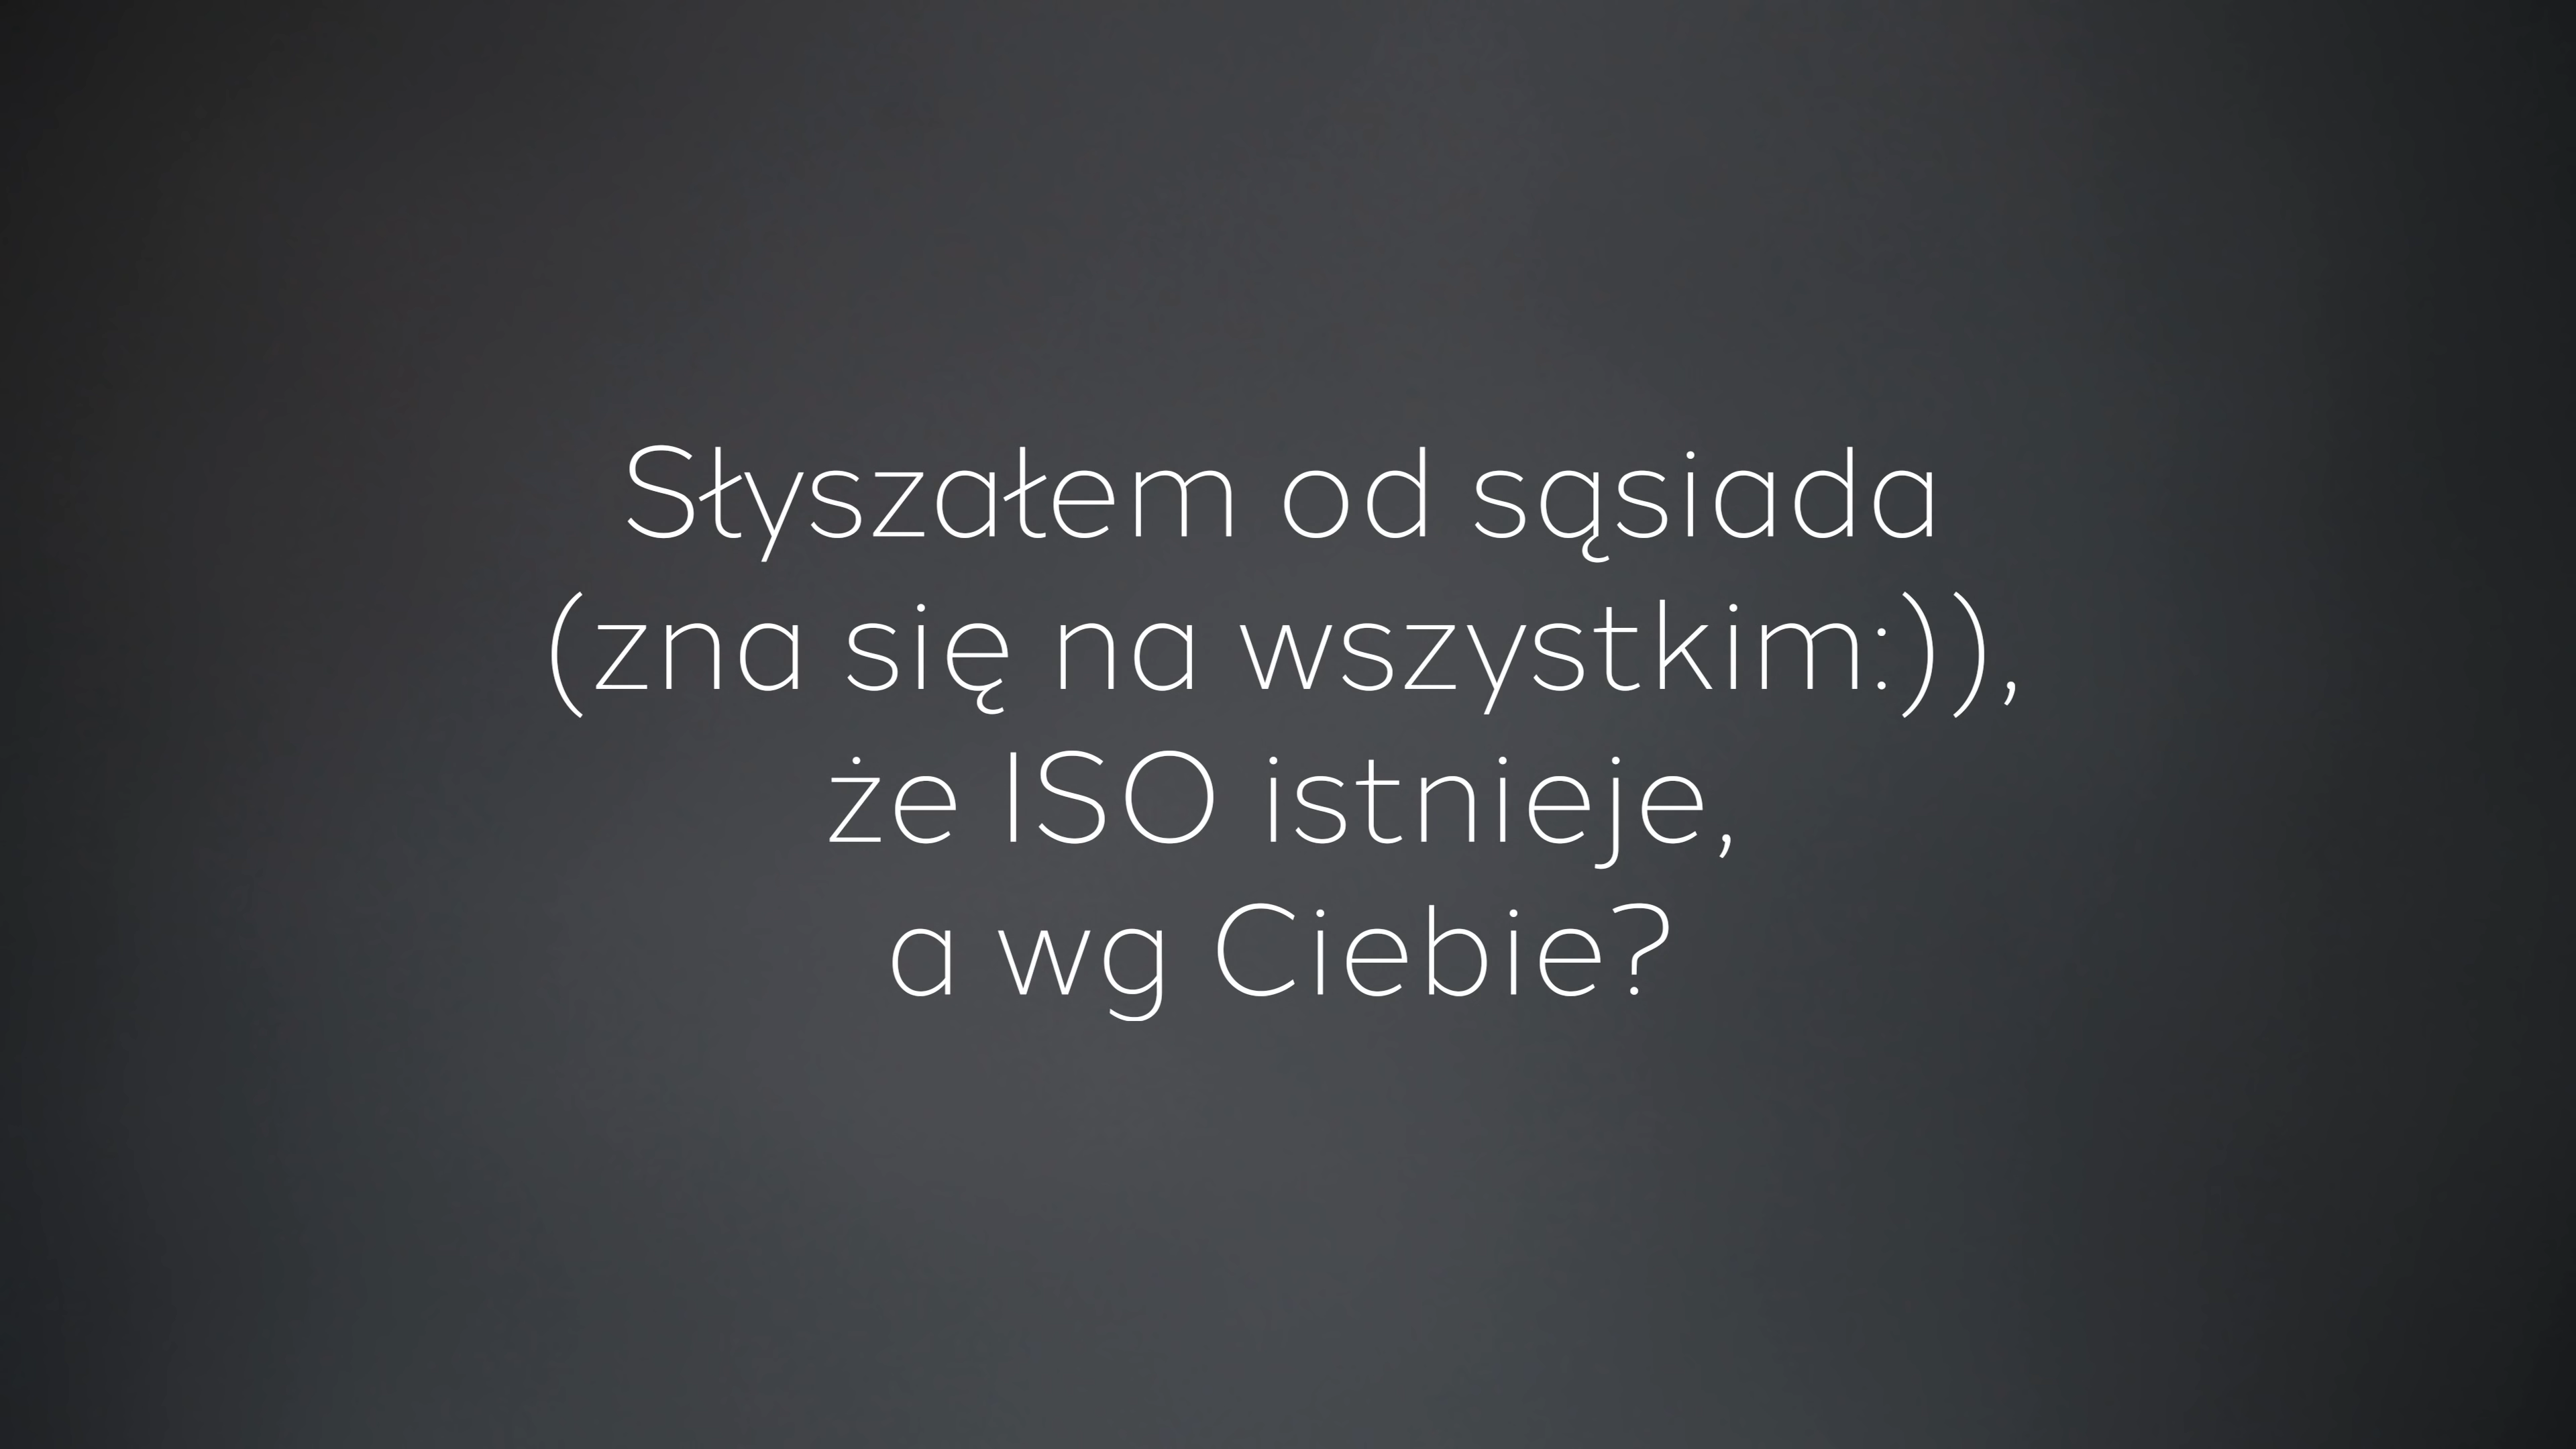 Słyszałem od sąsiada
(zna się na wszystkim:)),
że ISO istnieje,
a wg Ciebie?